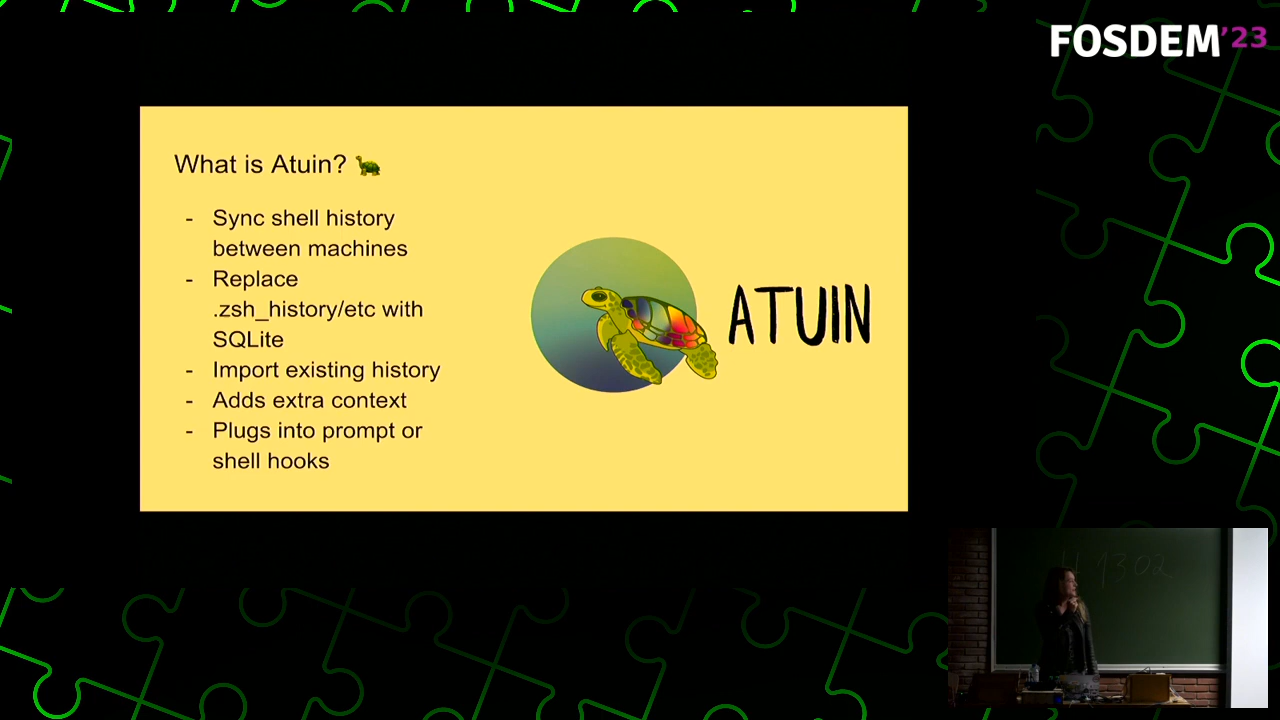 FOSDEM'23
What is Atuin? 🐢
- Sync shell history
between machines
- Replace
.zsh_history/etc with
SQLite
- Import existing history
- Adds extra context
- Plugs into prompt or
shell hooks
ATUIN
1302